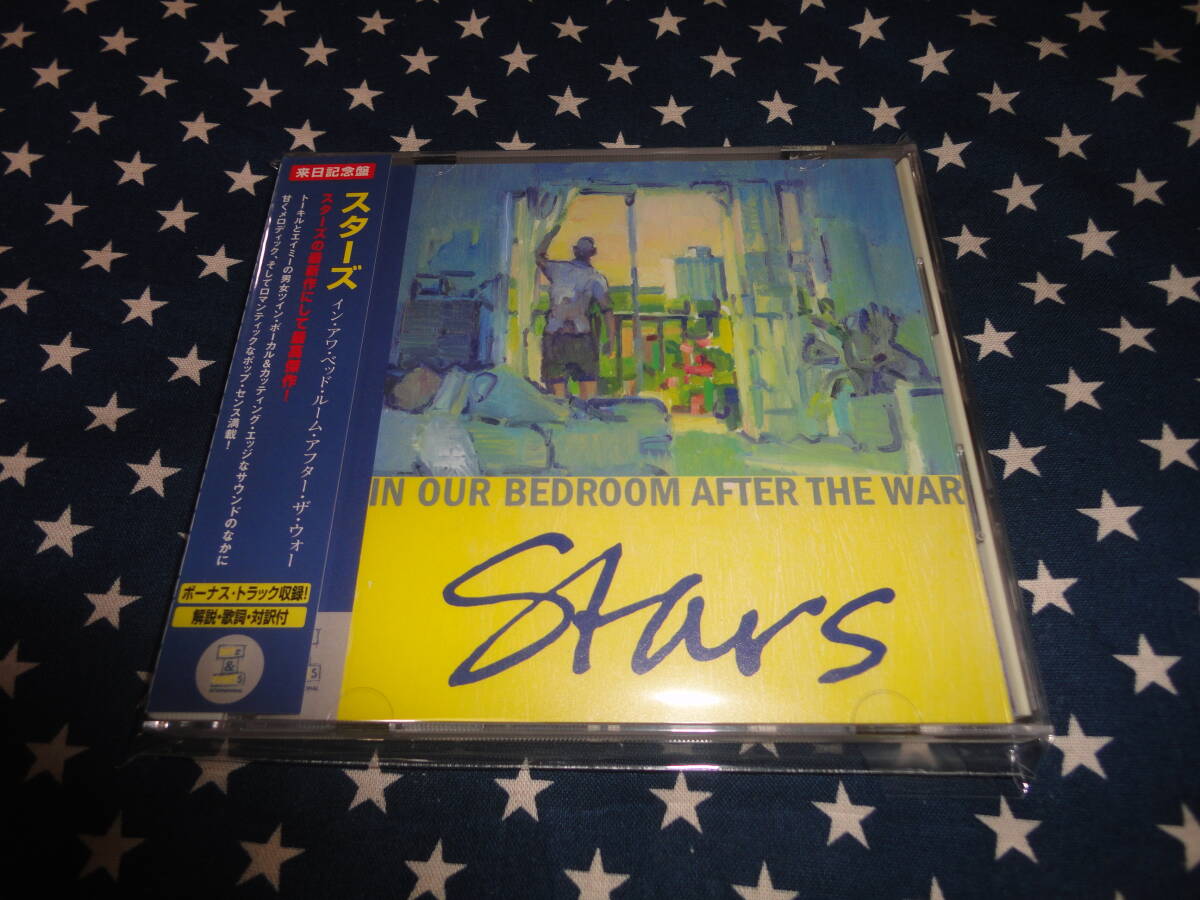 来日記念盤
スターズ イン・アワ・ベッド・ルーム・アフター・ザ・ウォー
スターズの最新作にして最高傑作!
トーキルとエイミーの男女ツイン・ボーカル&カッティング・エッジなサウンドのなかに
甘くメロディック、そしてロマンティックなポップ・センス満載!
ボーナス・トラック収録!
解説・歌詞・対訳付
&
S
IN OUR BEDROOM AFTER THE WAR
Stars